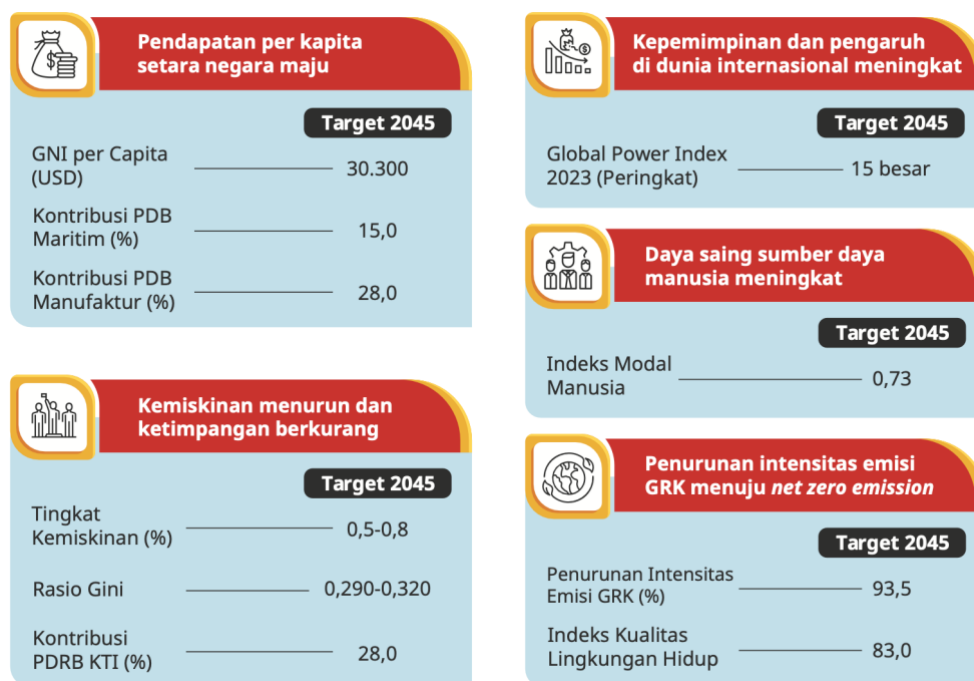 Pendapatan per kapita
setara negara maju
Target 2045
GNI per Capita
(USD)
30.300
Kontribusi PDB
Maritim (%)
15,0
Kontribusi PDB
Manufaktur (%)
28,0
Kemiskinan menurun dan
ketimpangan berkurang
Target 2045
Tingkat
Kemiskinan (%)
0,5-0,8
Rasio Gini
0,290-0,320
Kontribusi
PDRB KTI (%)
28,0
Kepemimpinan dan pengaruh
di dunia internasional meningkat
Target 2045
Global Power Index
2023 (Peringkat)
15 besar
Daya saing sumber daya
manusia meningkat
Target 2045
Indeks Modal
Manusia
0,73
Penurunan intensitas emisi
GRK menuju net zero emission
Target 2045
Penurunan Intensitas
Emisi GRK (%)
93,5
Indeks Kualitas
Lingkungan Hidup
83,0